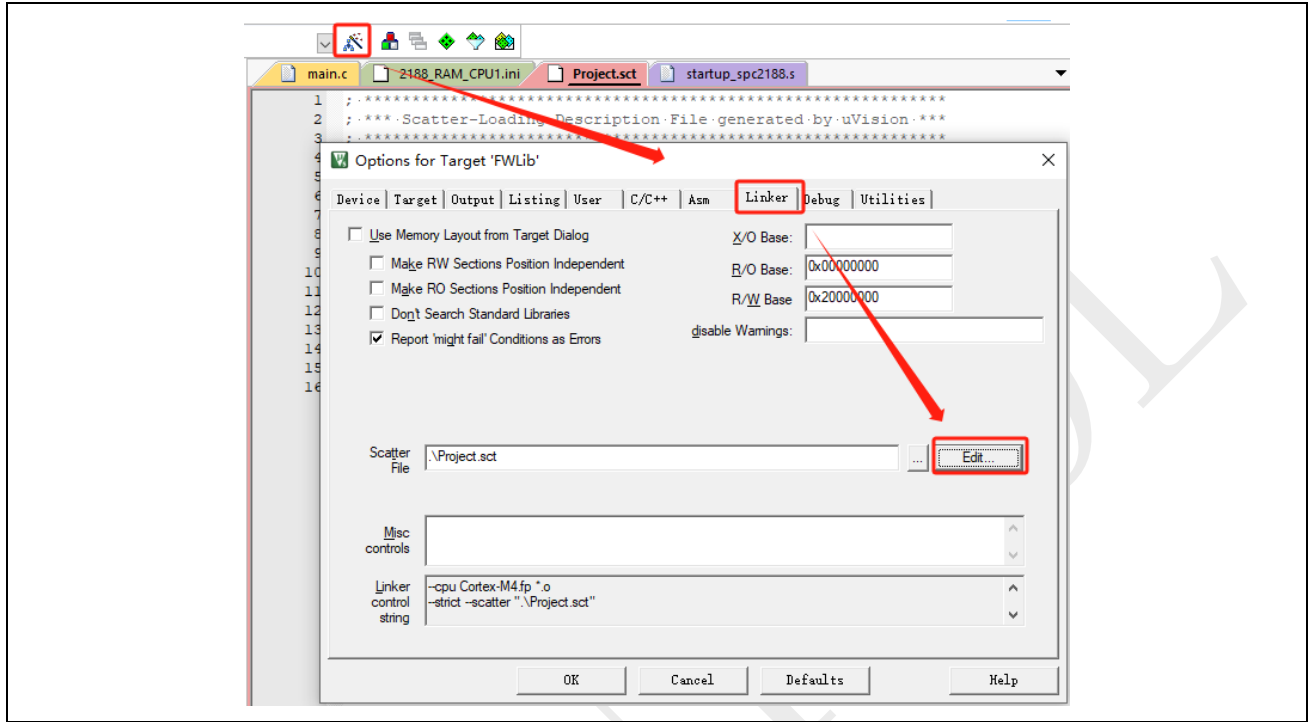 main.c 2188_RAM_CPU1.ini Project.sct startup_spc2188.s
1 ; ************************************************************
2 ; *** Scatter-Loading Description File generated by uVision ***
3 ; ************************************************************
4
5
6
7
8
9
10
11
12
13
14
15
16
Options for Target 'FWLib'
Device Target Output Listing User C/C++ Asm Linker Debug Utilities
Use Memory Layout from Target Dialog
Make RW Sections Position Independent
Make RO Sections Position Independent
Don't Search Standard Libraries
Report 'might fail' Conditions as Errors
X/O Base:
R/O Base: 0x00000000
R/W Base 0x20000000
disable Warnings:
Scatter
File
.\Project.sct
...
Edit...
Misc
controls
Linker
control
string
--cpu Cortex-M4.fp *.o
--strict --scatter ".\Project.sct"
OK Cancel Defaults Help